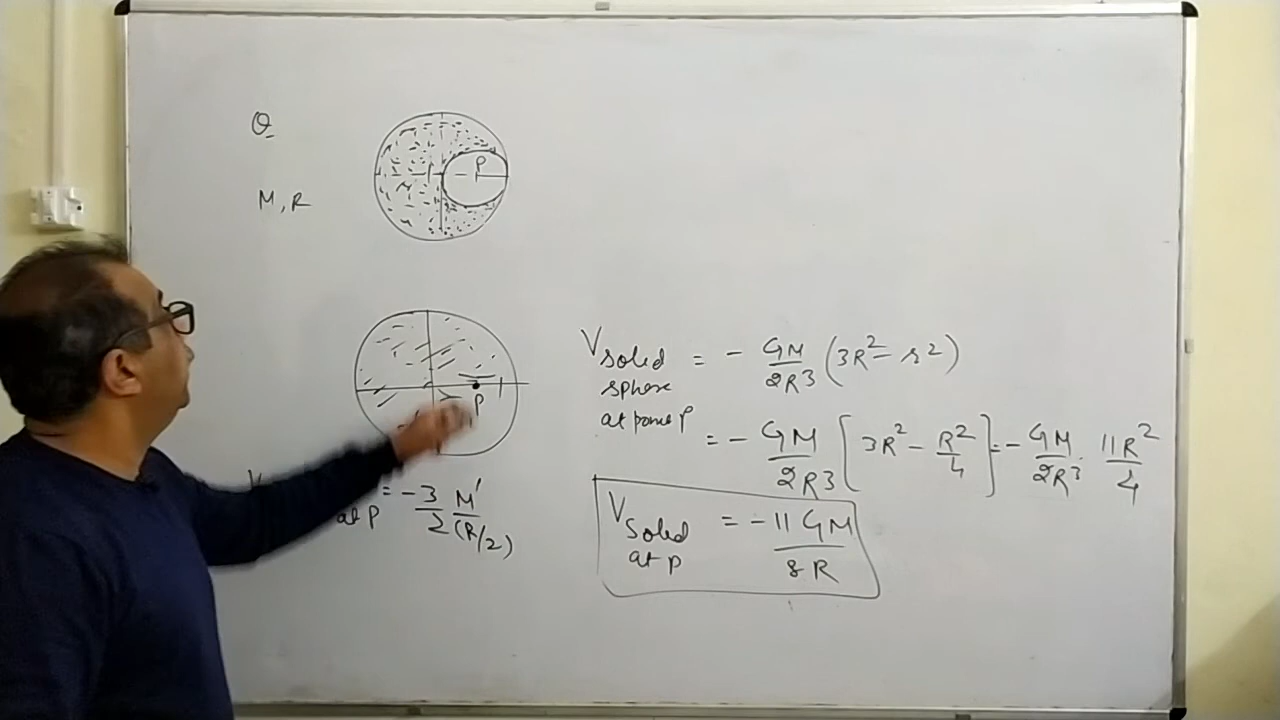 Q
M, R
P
P
V solid sphere at point P = - GM/2R³ (3R² - r²)
= - GM/2R³ [3R² - R²/4] = - GM/2R³ . 11R²/4
V at P = -3/2 M'/(R/2)
V solid at p = - 11 GM/8R